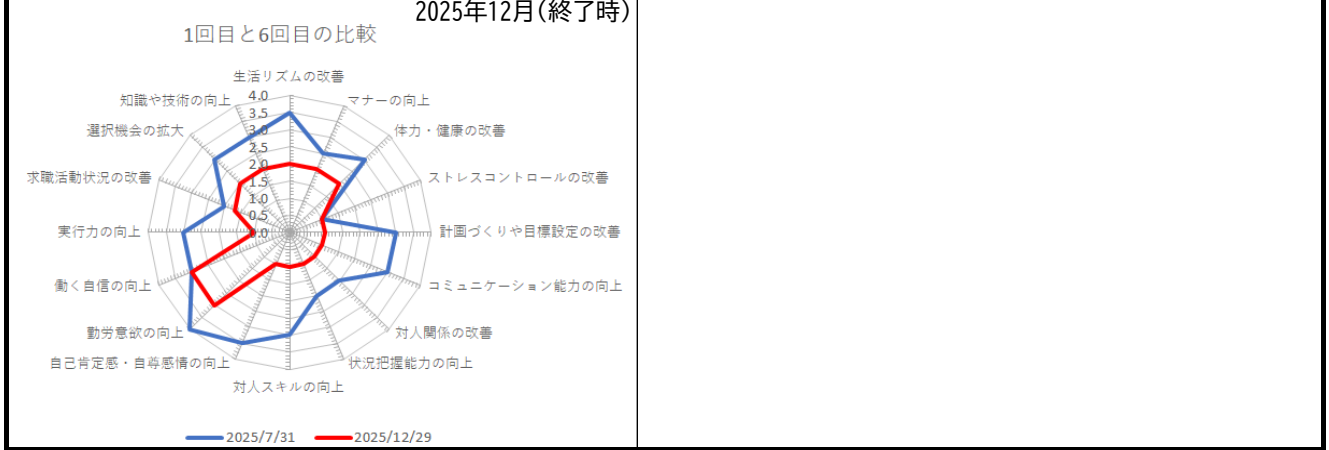 2025年12月(終了時)
1回目と6回目の比較
生活リズムの改善
マナーの向上
体力・健康の改善
ストレスコントロールの改善
計画づくりや目標設定の改善
コミュニケーション能力の向上
対人関係の改善
状況把握能力の向上
対人スキルの向上
自己肯定感・自尊感情の向上
勤労意欲の向上
働く自信の向上
実行力の向上
求職活動状況の改善
選択機会の拡大
知識や技術の向上
4.0
3.5
3.0
2.5
2.0
1.5
1.0
0.5
0.0
2025/7/31 2025/12/29